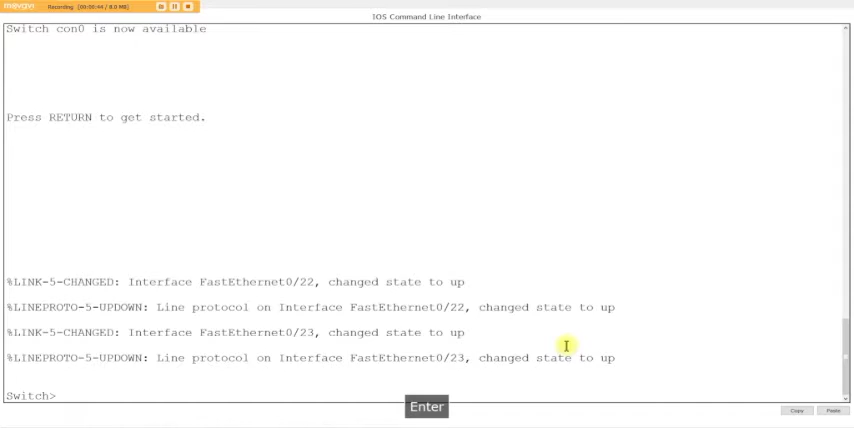 movavi Recording [00:06:44 / 8.0 MB]
IOS Command Line Interface
Switch con0 is now available
Press RETURN to get started.
%LINK-5-CHANGED: Interface FastEthernet0/22, changed state to up
%LINEPROTO-5-UPDOWN: Line protocol on Interface FastEthernet0/22, changed state to up
%LINK-5-CHANGED: Interface FastEthernet0/23, changed state to up
%LINEPROTO-5-UPDOWN: Line protocol on Interface FastEthernet0/23, changed state to up
Switch>
Enter
Copy Paste